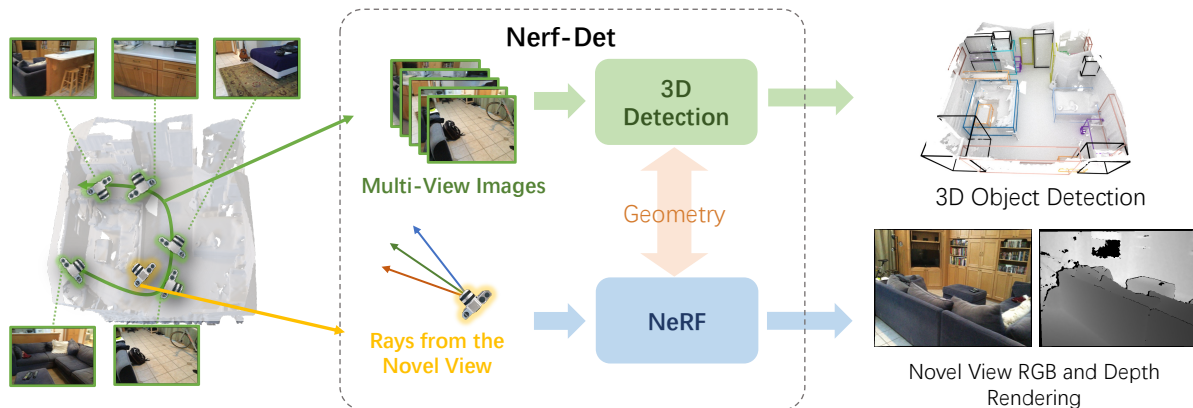 Nerf-Det
3D
Detection
Multi-View Images
3D Object Detection
Geometry
Rays from the
Novel View
NeRF
Novel View RGB and Depth
Rendering